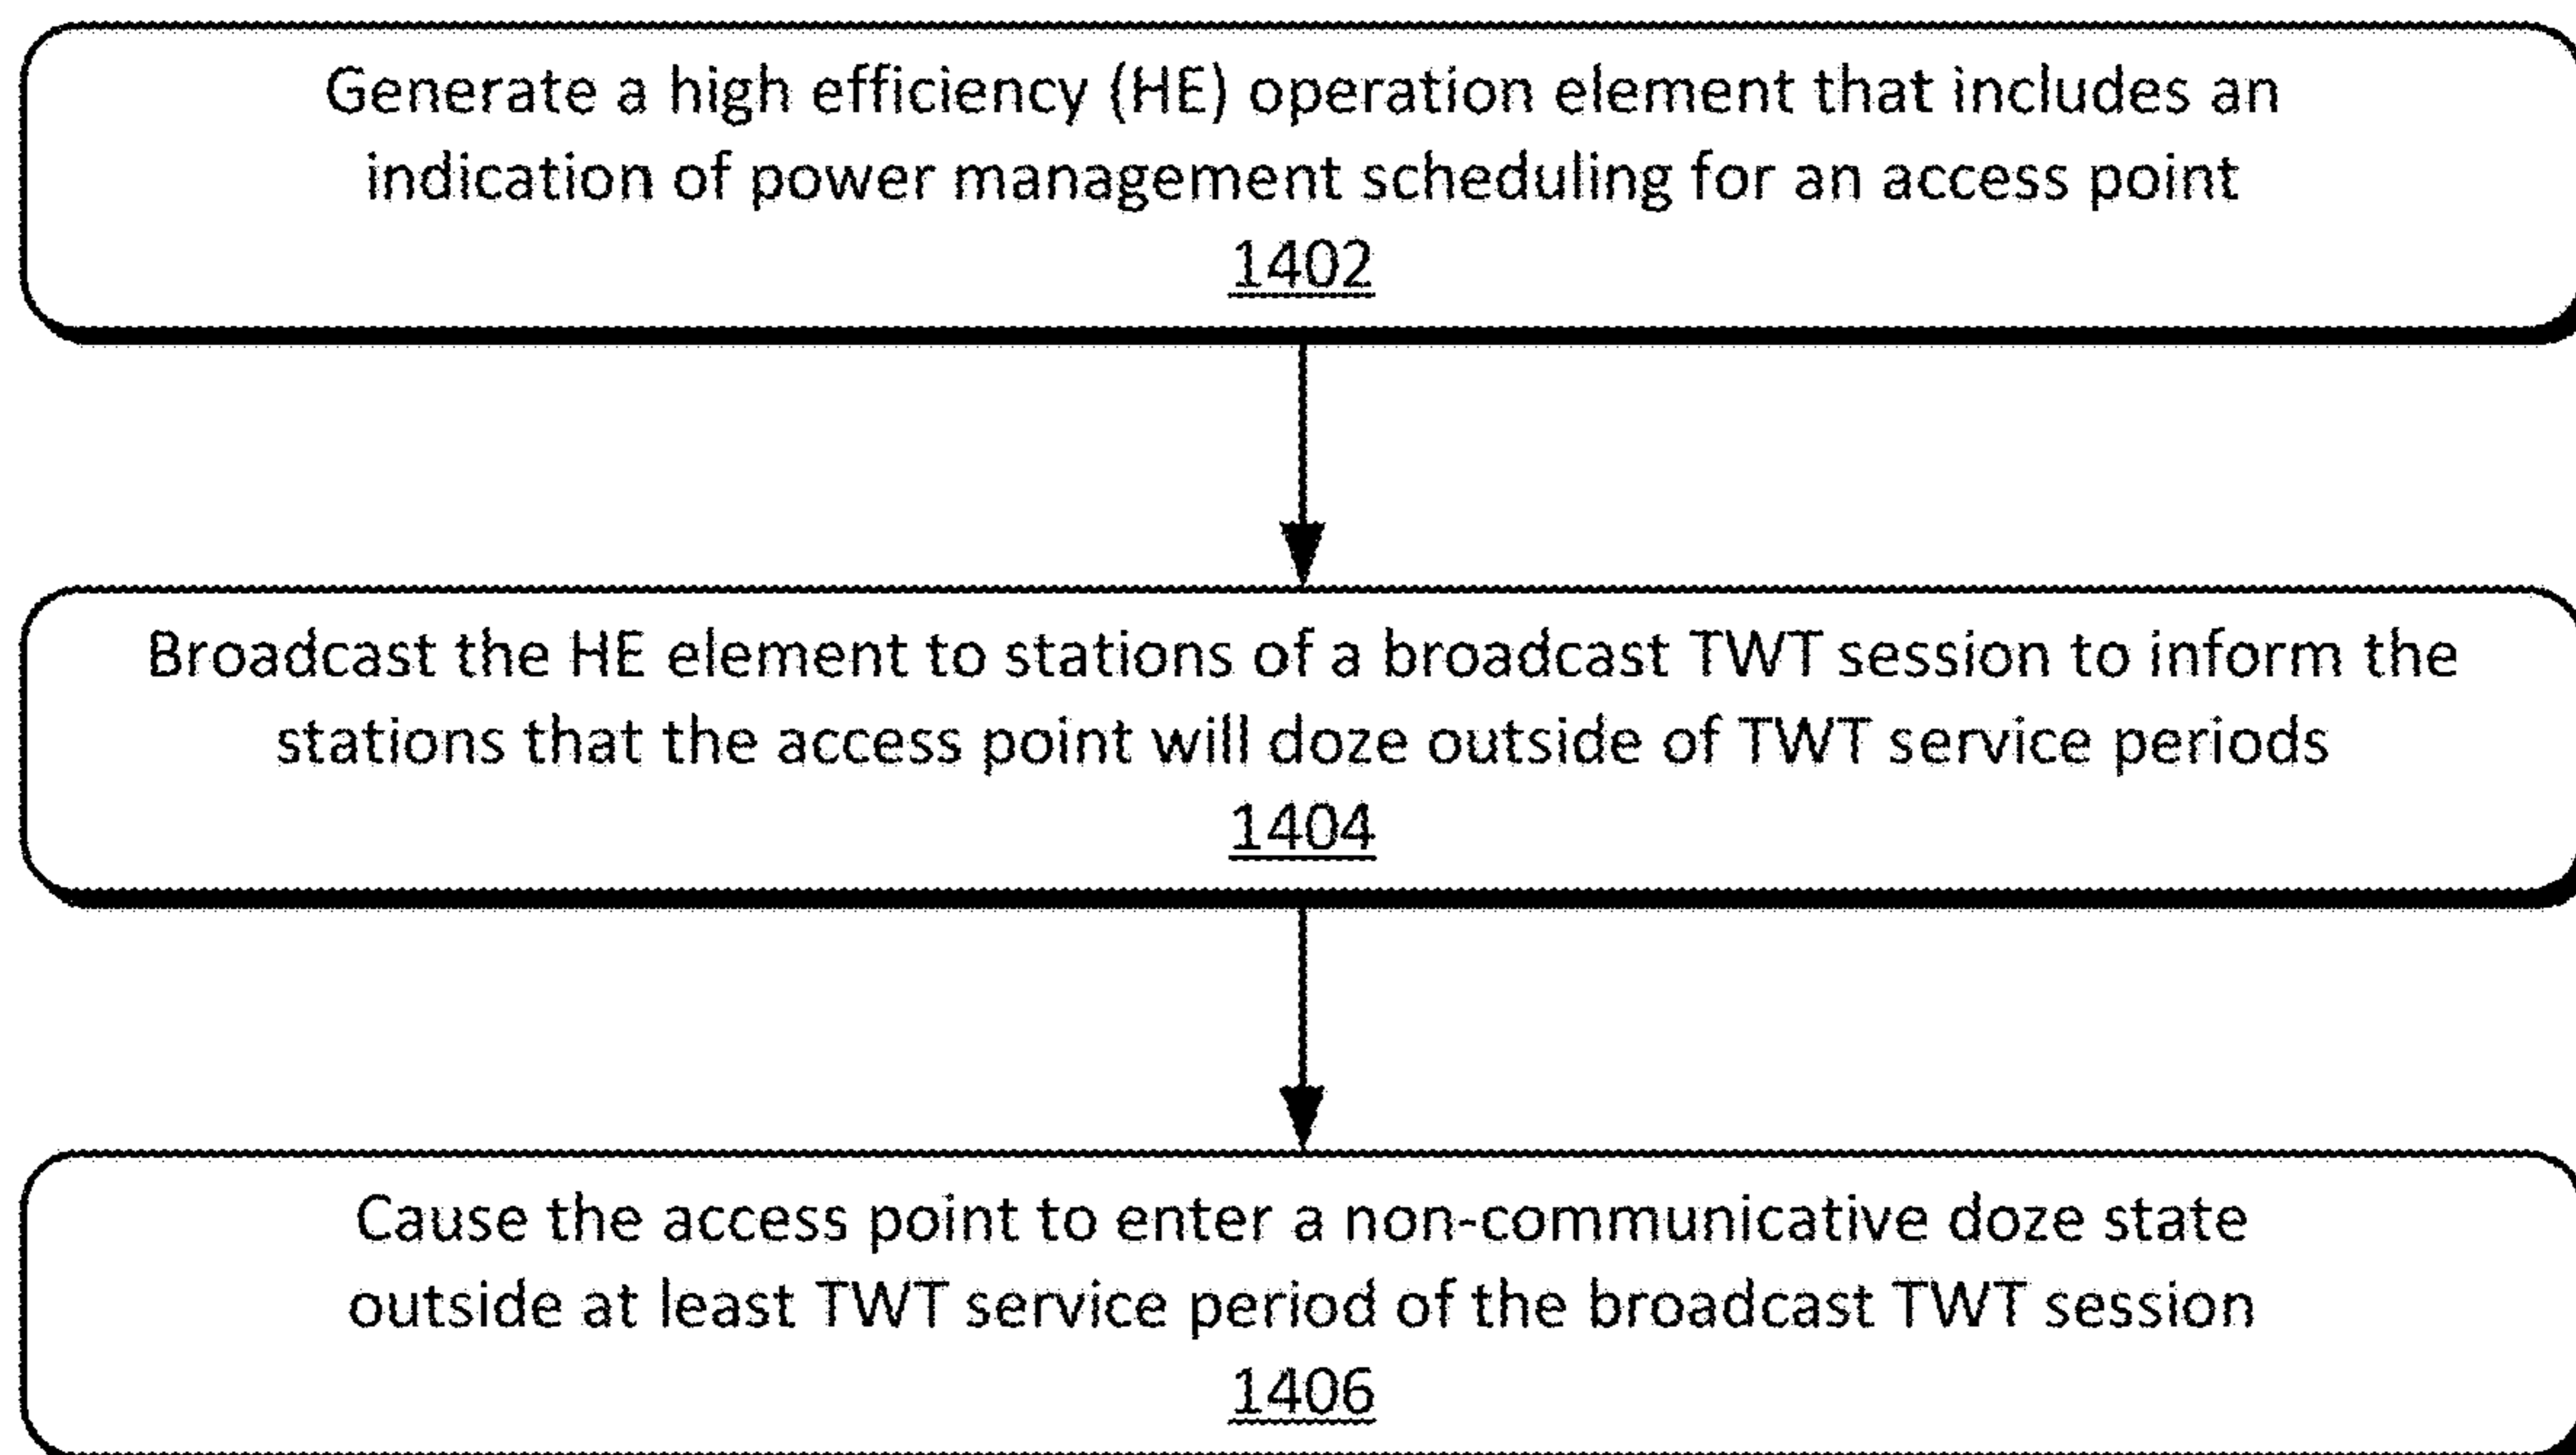 Generate a high efficiency (HE) operation element that includes an
indication of power management scheduling for an access point
1402
Broadcast the HE element to stations of a broadcast TWT session to inform the
stations that the access point will doze outside of TWT service periods
1404
Cause the access point to enter a non-communicative doze state
outside at least TWT service period of the broadcast TWT session
1406